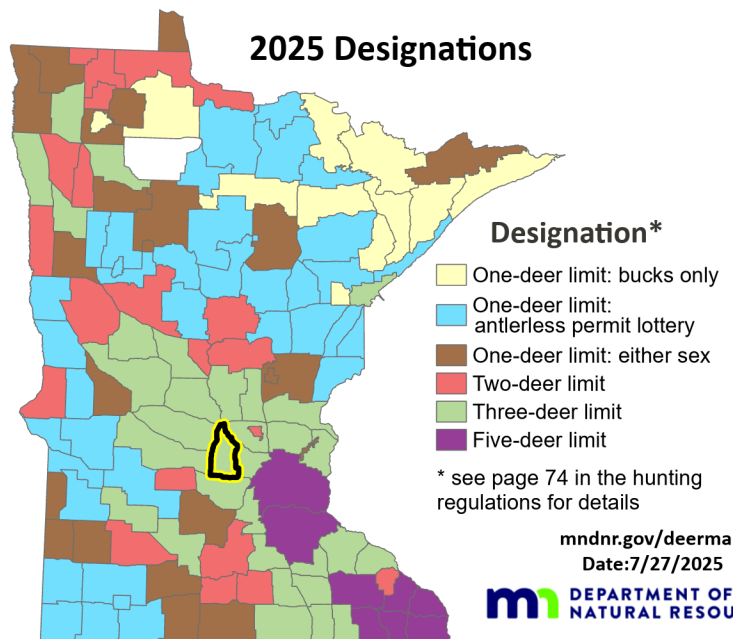 2025 Designations
Designation*
One-deer limit: bucks only
One-deer limit:
antlerless permit lottery
One-deer limit: either sex
Two-deer limit
Three-deer limit
Five-deer limit
* see page 74 in the hunting
regulations for details
mndnr.gov/deerma
Date:7/27/2025
mn DEPARTMENT OF
NATURAL RESOU